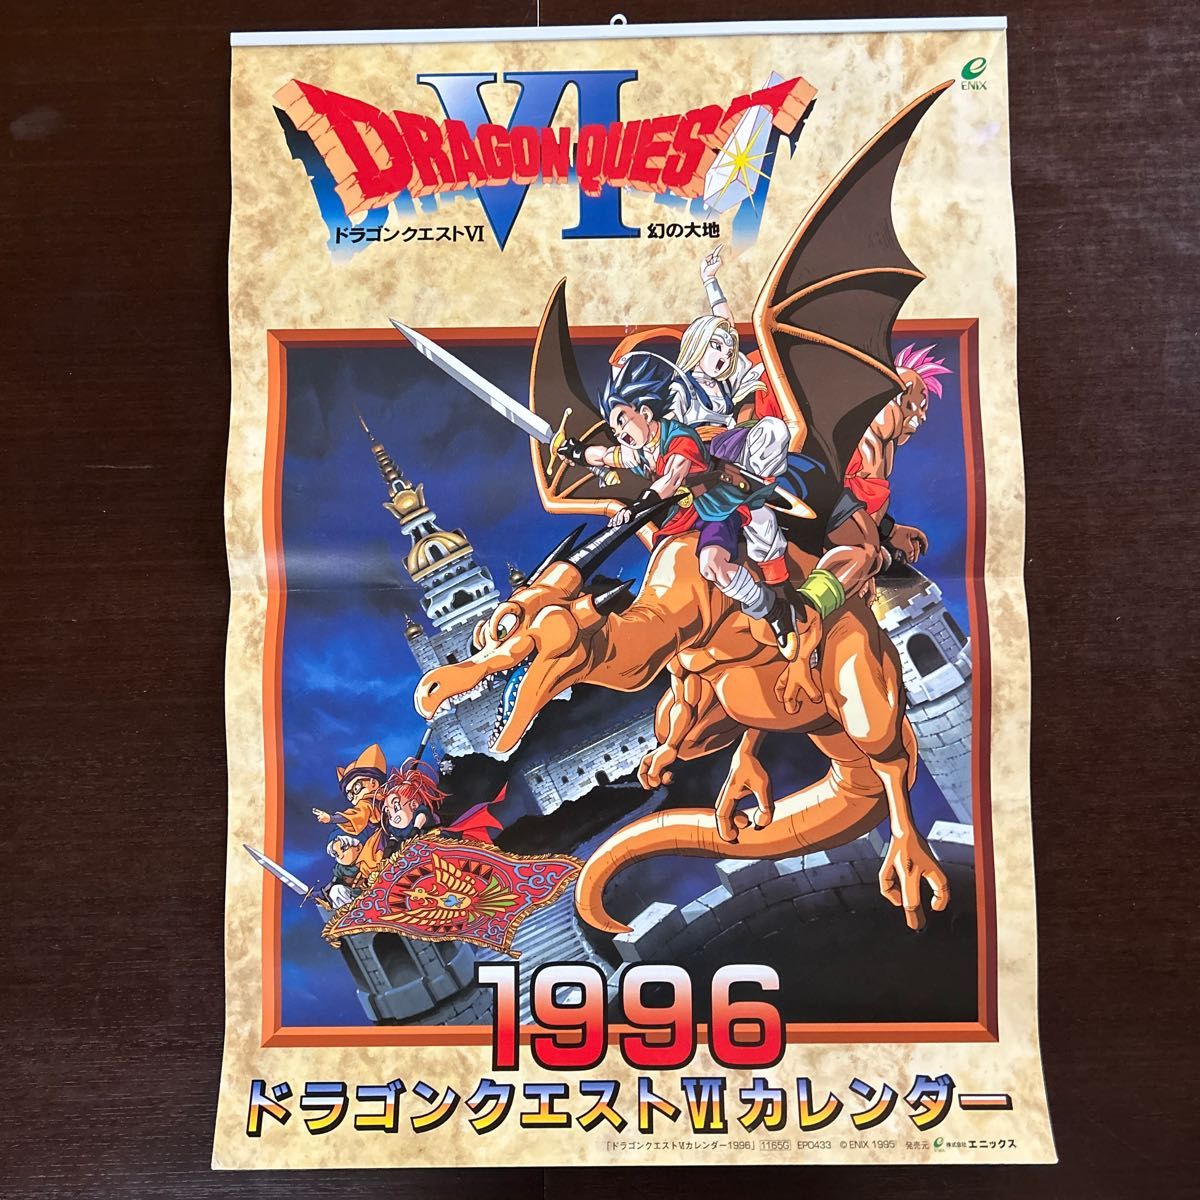 ENIX
VI
DRAGON QUEST
ドラゴンクエストVI 幻の大地
1996
ドラゴンクエストⅥカレンダー
「ドラゴンクエストⅥカレンダー1996」 1165G EP0433 © ENIX 1995 発売元 ENIX 株式会社 エニックス